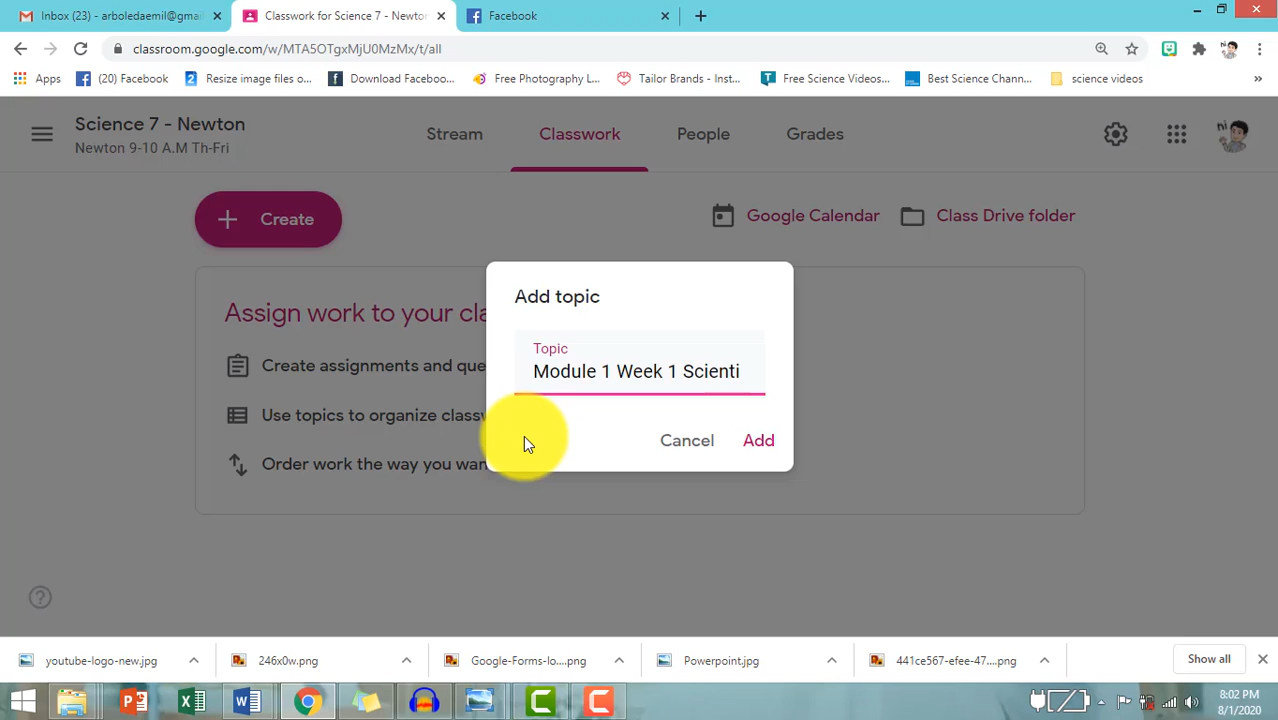 Inbox (23) - arboledaemil@gmai
Classwork for Science 7 - Newton
Facebook
classroom.google.com/w/MTA5OTgxMjU0MzMx/t/all
Apps
(20) Facebook
Resize image files o...
Download Faceboo...
Free Photography L...
Tailor Brands - Inst...
Free Science Videos...
Best Science Chann...
science videos
Science 7 - Newton
Newton 9-10 A.M Th-Fri
Stream
Classwork
People
Grades
Create
Google Calendar
Class Drive folder
Assign work to your cla
Create assignments and que
Use topics to organize classw
Order work the way you wan
Add topic
Topic
Module 1 Week 1 Scienti
Cancel
Add
youtube-logo-new.jpg
246x0w.png
Google-Forms-lo....png
Powerpoint.jpg
441ce567-efee-47....png
Show all
8:02 PM
8/1/2020